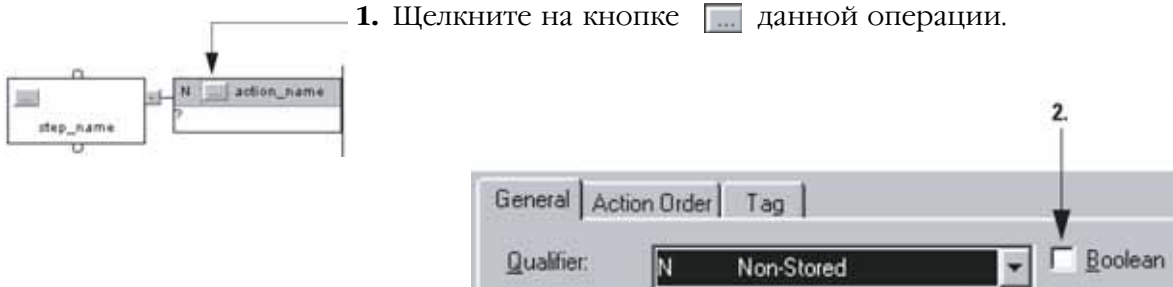 1. Щелкните на кнопке ... данной операции.
N ... action_name
...
?
step_name
2.
General Action Order Tag
Qualifier: N Non-Stored Boolean